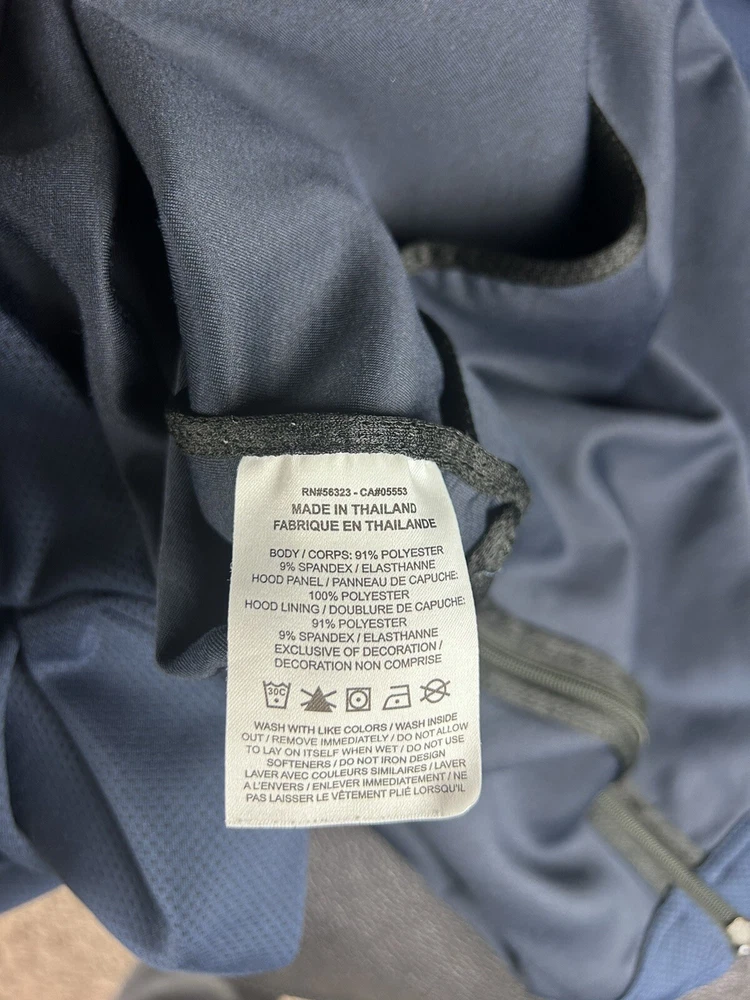 RN#56323 - CA#05553
MADE IN THAILAND
FABRIQUE EN THAILANDE
BODY / CORPS: 91% POLYESTER
9% SPANDEX / ELASTHANNE
HOOD PANEL / PANNEAU DE CAPUCHE:
100% POLYESTER
HOOD LINING / DOUBLURE DE CAPUCHE:
91% POLYESTER
9% SPANDEX / ELASTHANNE
EXCLUSIVE OF DECORATION /
DECORATION NON COMPRISE
30C
WASH WITH LIKE COLORS / WASH INSIDE
OUT / REMOVE IMMEDIATELY / DO NOT ALLOW
TO LAY ON ITSELF WHEN WET / DO NOT USE
SOFTENERS / DO NOT IRON DESIGN
LAVER AVEC COULEURS SIMILAIRES / LAVER
A L'ENVERS / ENLEVER IMMEDIATEMENT / NE
PAS LAISSER LE VÊTEMENT PLIÉ LORSQU'IL